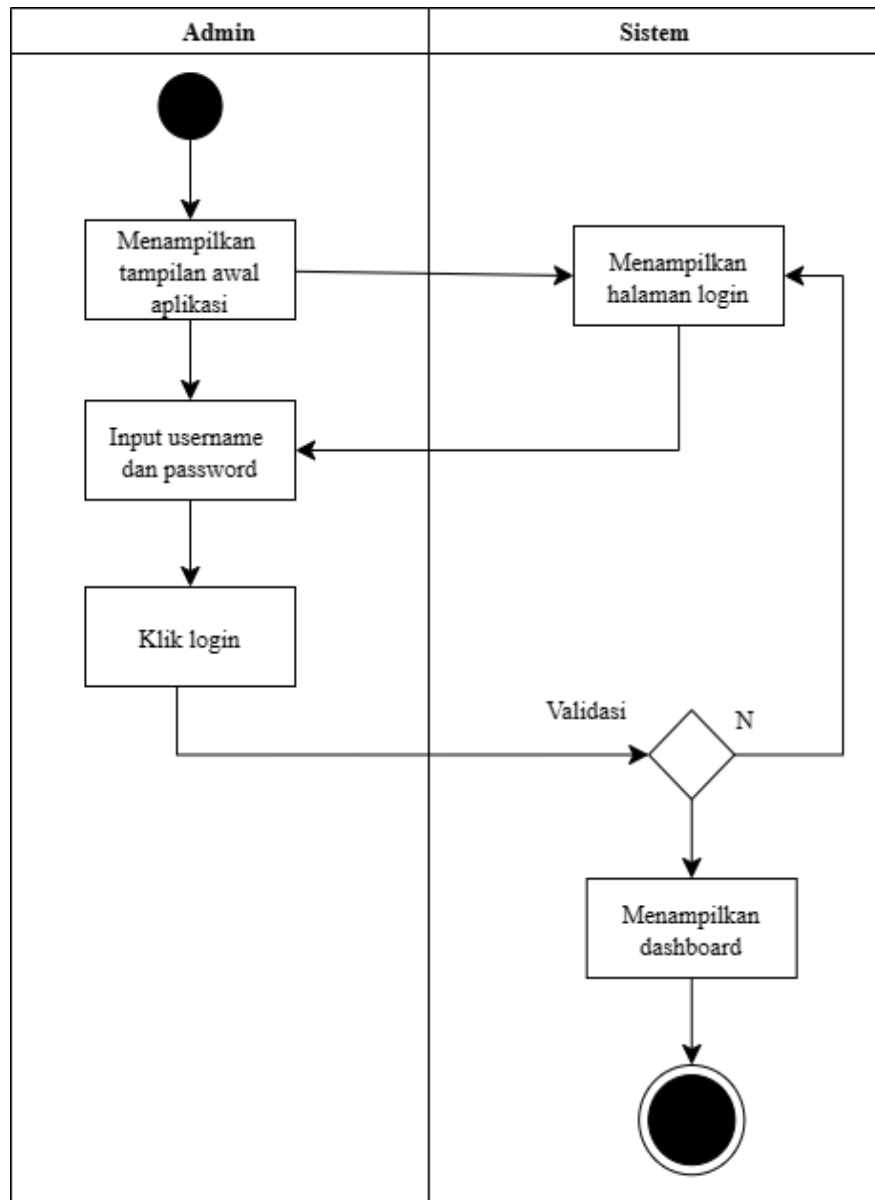 Admin
Sistem
Menampilkan
tampilan awal
aplikasi
Menampilkan
halaman login
Input username
dan password
Klik login
Validasi
N
Menampilkan
dashboard